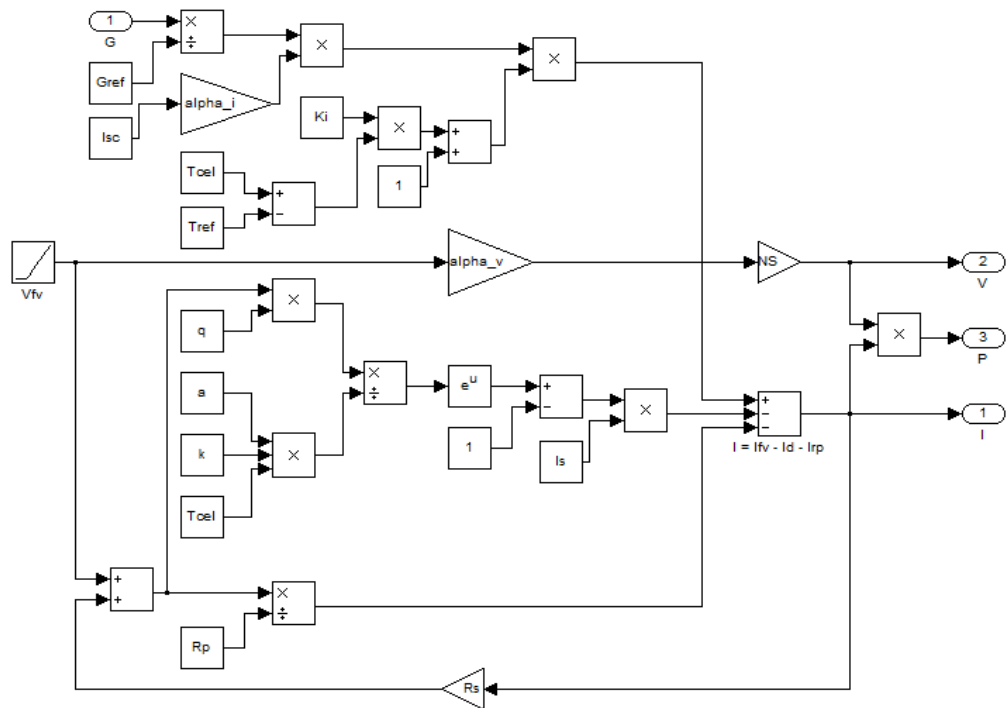 1
G
Gref
Isc
alpha_i
Ki
1
Tcel
Tref
Vfv
alpha_v
NS
2
V
3
P
1
I
q
a
k
Tcel
e^u
1
Is
I = Ifv - Id - Irp
Rp
Rs